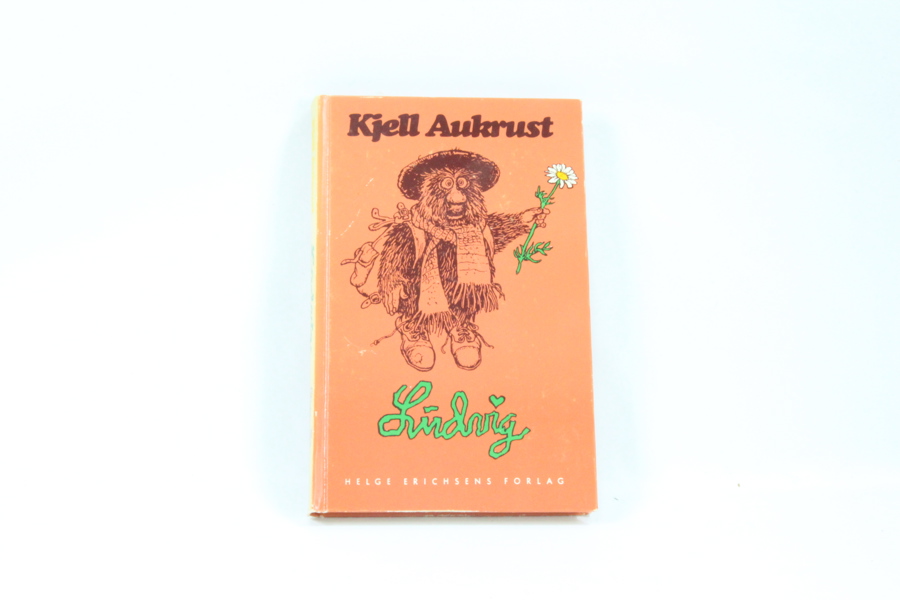 Kjell Aukrust
Ludvig
HELGE ERICHSENS FORLAG